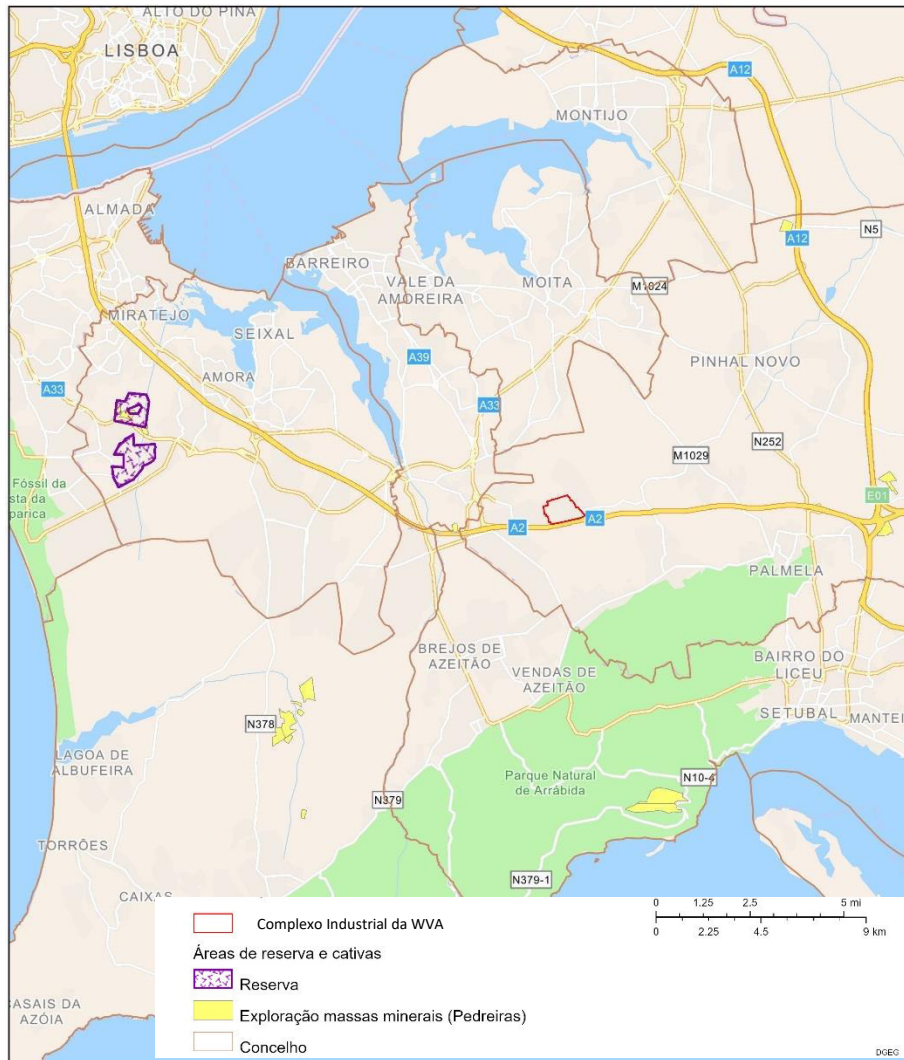 ALTO DO PINA
LISBOA
A12
MONTIJO
ALMADA
N5
A12
BARREIRO
VALE DA
AMOREIRA
MOITA
M1024
MIRATEJO
SEIXAL
A39
PINHAL NOVO
AMORA
A33
A33
N252
M1029
Fóssil da
sta da
parica
E01
A2
A2
PALMELA
BREJOS DE
AZEITÃO
VENDAS DE
AZEITÃO
BAIRRO DO
LICEU
SETUBAL
MANTEI
N378
LAGOA DE
ALBUFEIRA
Parque Natural
de Arrábida
N10-4
N379
TORRÕES
N379-1
CAIXAS
0 1.25 2.5 5 mi
0 2.25 4.5 9 km
Complexo Industrial da WVA
Áreas de reserva e cativas
Reserva
CASAIS DA
AZÓIA
Exploração massas minerais (Pedreiras)
Concelho
DGEG